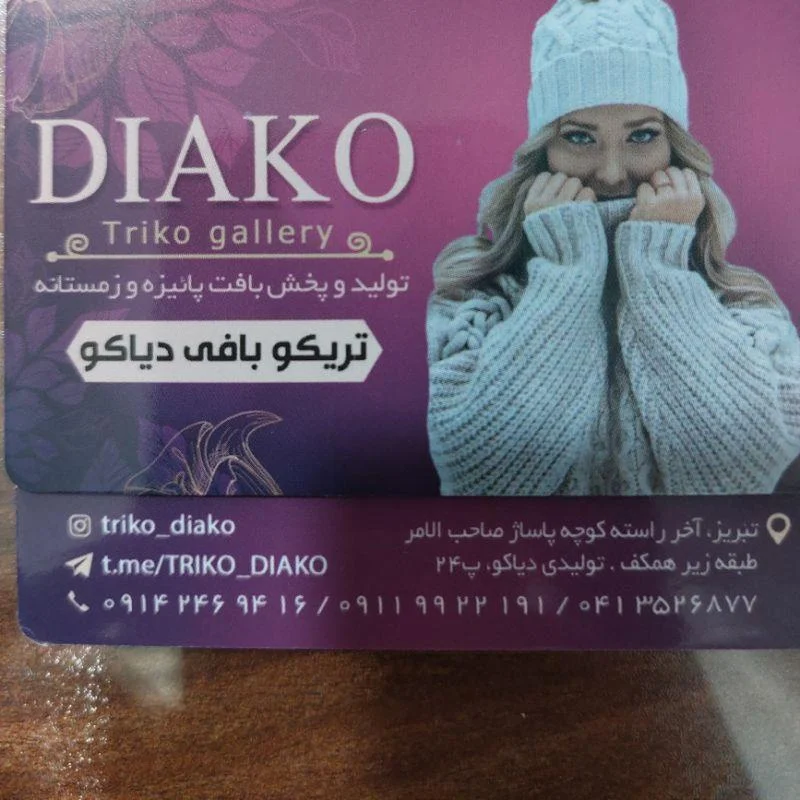 DIAKO
Triko gallery
تولید و پخش بافت پائیزه و زمستانه
تریکو بافی دیاکو
triko_diako
t.me/TRIKO_DIAKO
تبریز، آخر راسته کوچه پاساژ صاحب الامر
طبقه زیر همکف . تولیدی دیاکو، پ۲۴
۰۹۱۴ ۲۴۶ ۹۴ ۱۶ / ۰۹۱۱ ۹۹ ۲۲ ۱۹۱ / ۰۴۱ ۳۵۲۶۸۷۷